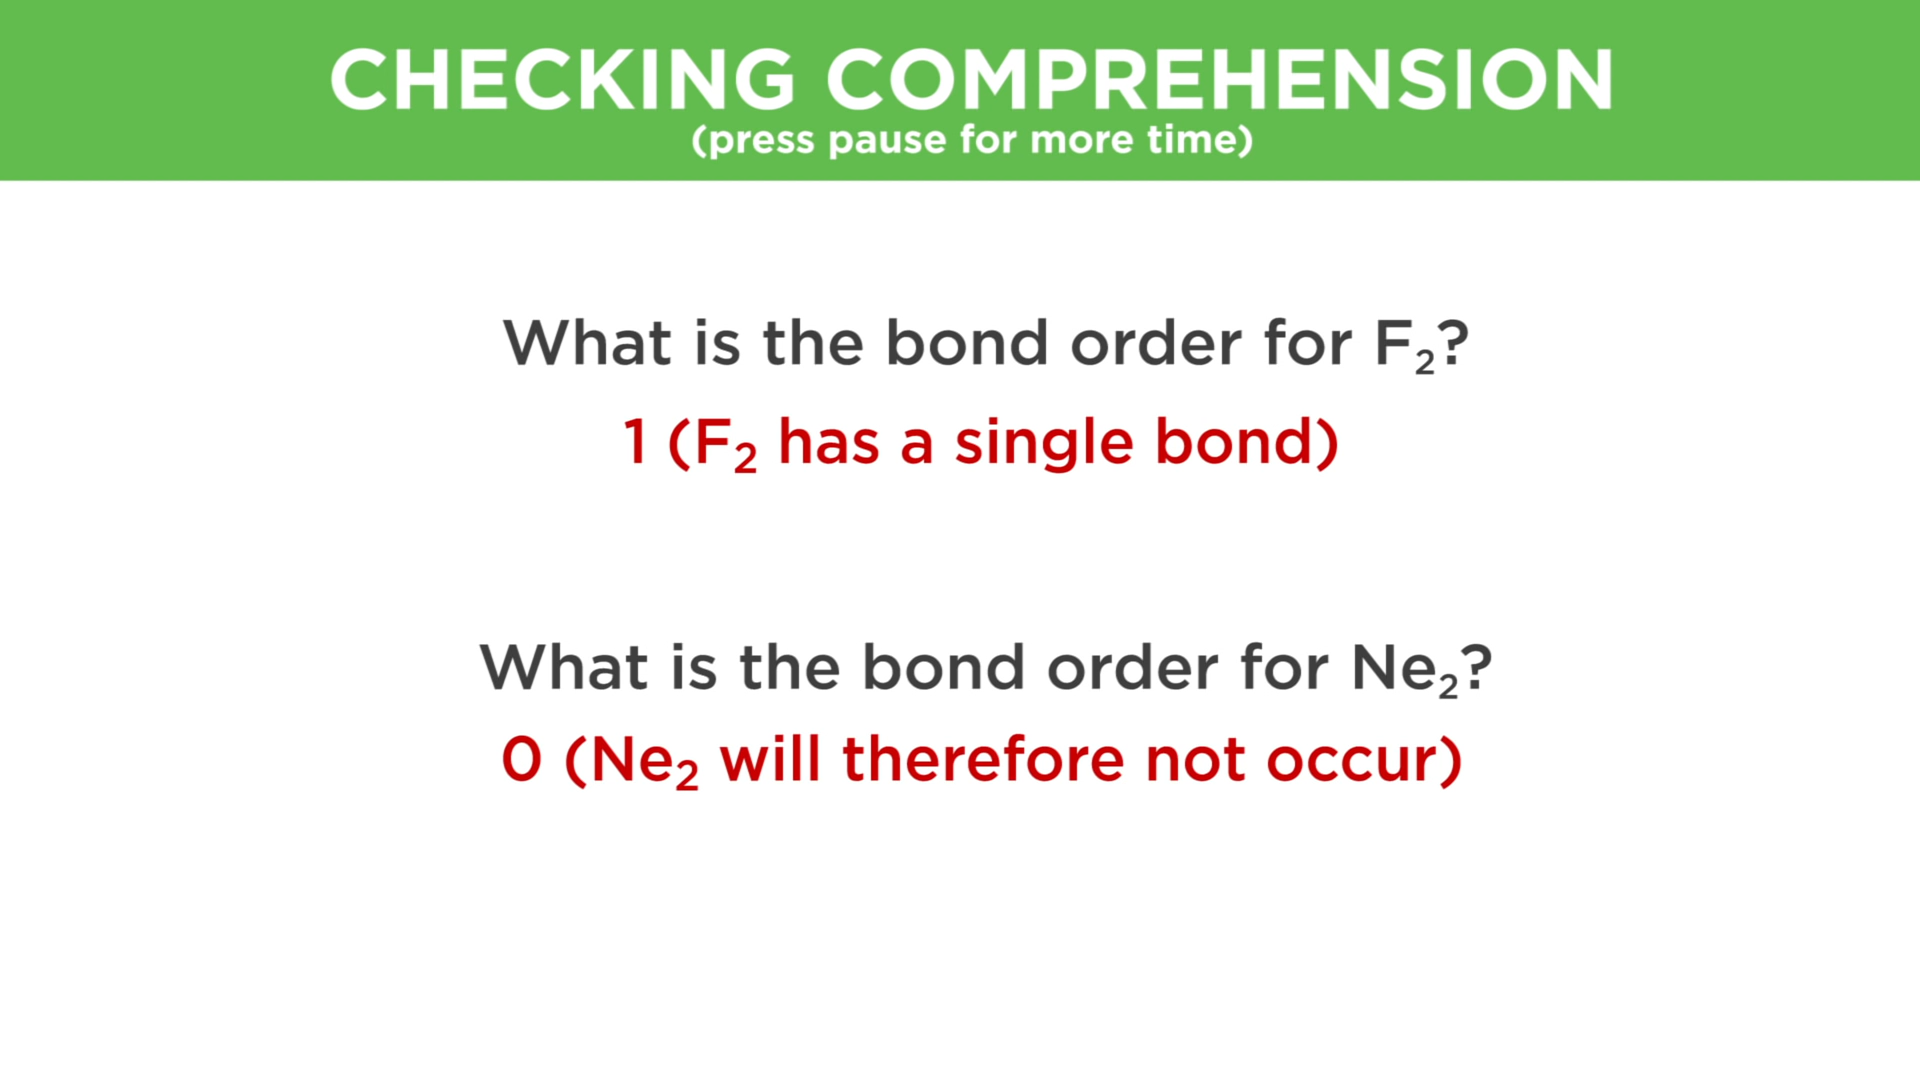 CHECKING COMPREHENSION
(press pause for more time)
What is the bond order for F₂?
1 (F₂ has a single bond)
What is the bond order for Ne₂?
0 (Ne₂ will therefore not occur)